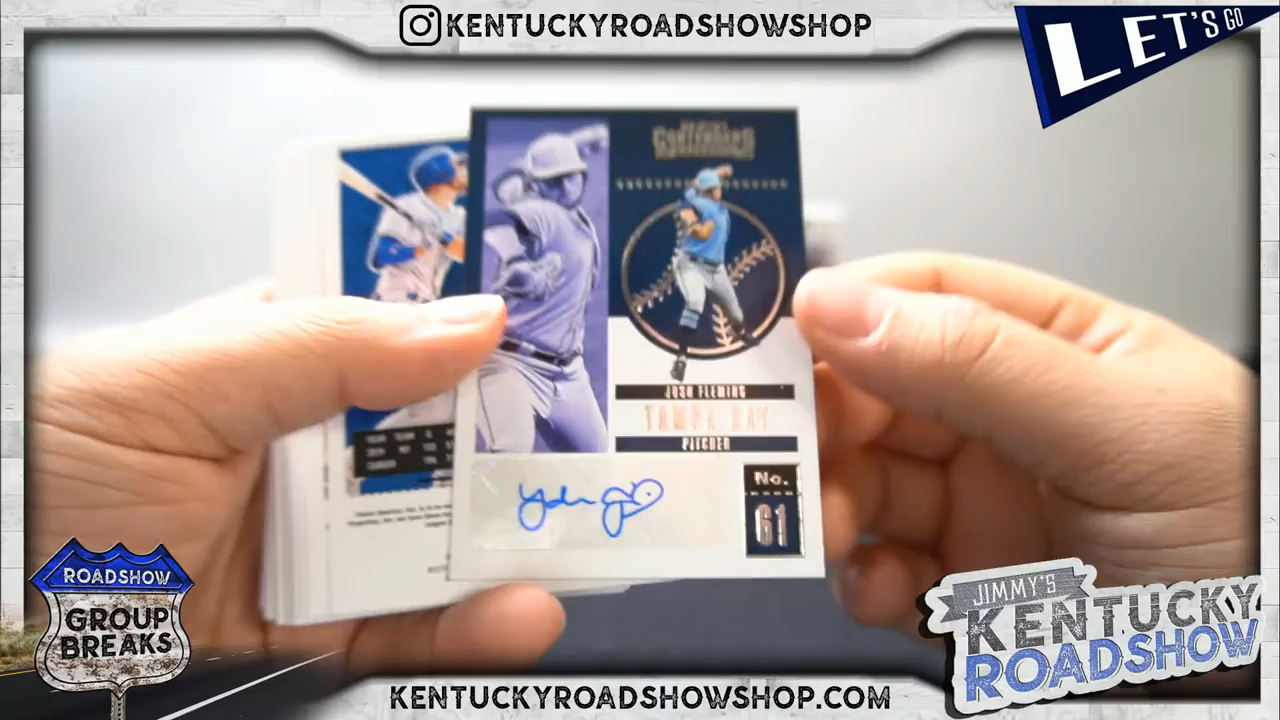 KENTUCKYROADSHOWSHOP
LET'S GO
CONTENDERS
JOSH FLEMING
TAMPA BAY
PITCHER
No.
61
ROADSHOW
GROUP
BREAKS
JIMMY'S
KENTUCKY
ROADSHOW
KENTUCKYROADSHOWSHOP.COM